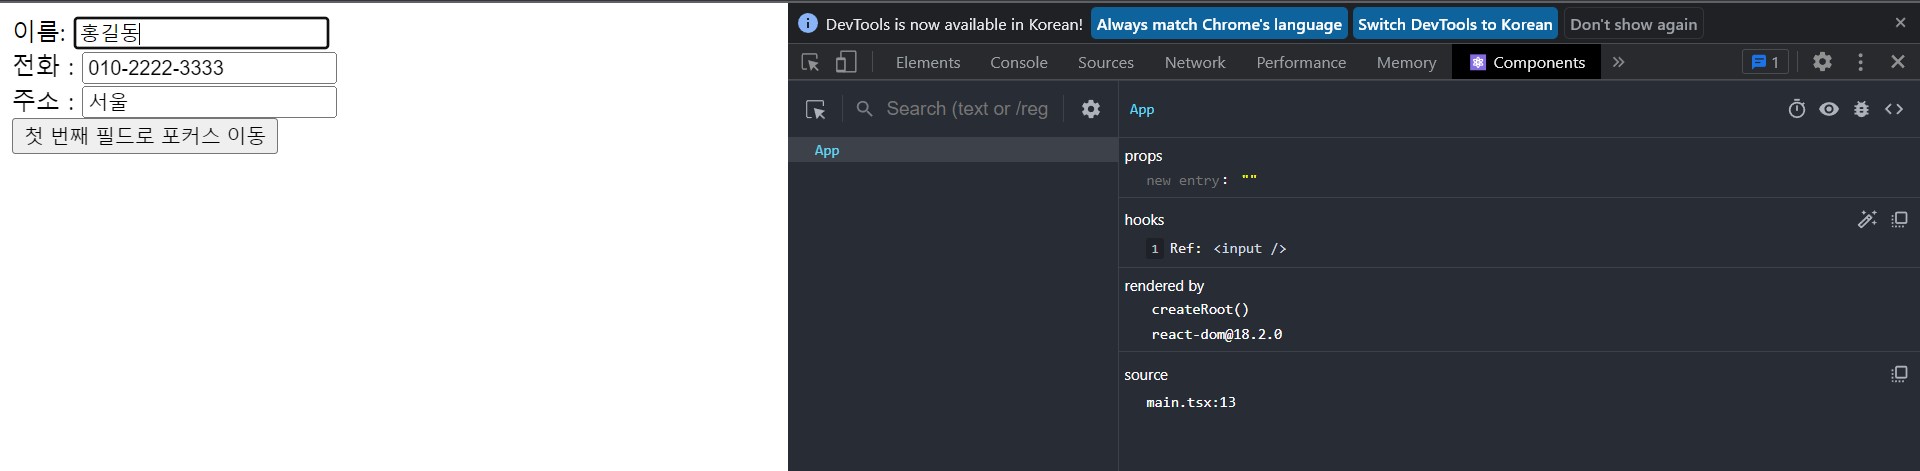 이름: 홍길동
전화 : 010-2222-3333
주소 : 서울
첫 번째 필드로 포커스 이동
DevTools is now available in Korean! Always match Chrome's language Switch DevTools to Korean Don't show again
Elements Console Sources Network Performance Memory Components 1
Search (text or /reg
App
App
props
new entry: ""
hooks
1 Ref: <input />
rendered by
createRoot()
react-dom@18.2.0
source
main.tsx:13